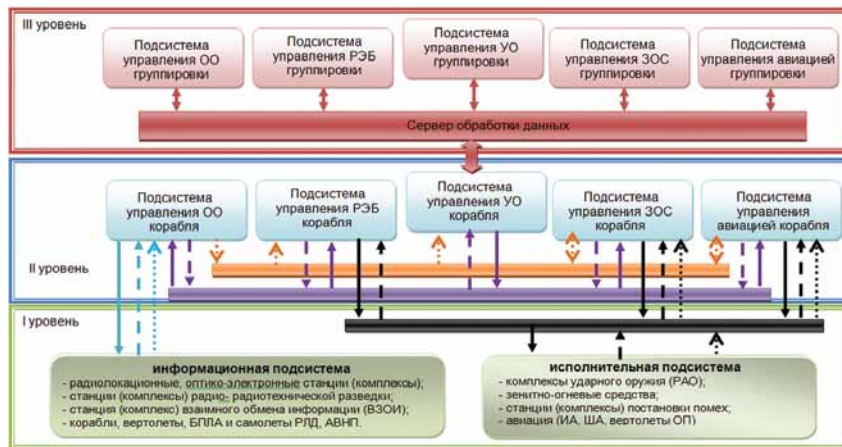 III уровень
Подсистема
управления ОО
группировки
Подсистема
управления РЭБ
группировки
Подсистема
управления УО
группировки
Подсистема
управления ЗОС
группировки
Подсистема
управления авиацией
группировки
Сервер обработки данных
Подсистема
управления ОО
корабля
Подсистема
управления РЭБ
корабля
Подсистема
управления УО
корабля
Подсистема
управления ЗОС
корабля
Подсистема
управления
авиацией корабля
II уровень
I уровень
информационная подсистема
- радиолокационные, оптико-электронные станции (комплексы);
- станции (комплексы) радио- радиотехнической разведки;
- станция (комплекс) взаимного обмена информации (ВЗОИ);
- корабли, вертолеты, БПЛА и самолеты РЛД, АВНП.
исполнительная подсистема
- комплексы ударного оружия (РАО);
- зенитно-огневые средства;
- станции (комплексы) постановки помех;
- авиация (ИА, ША, вертолеты ОП)